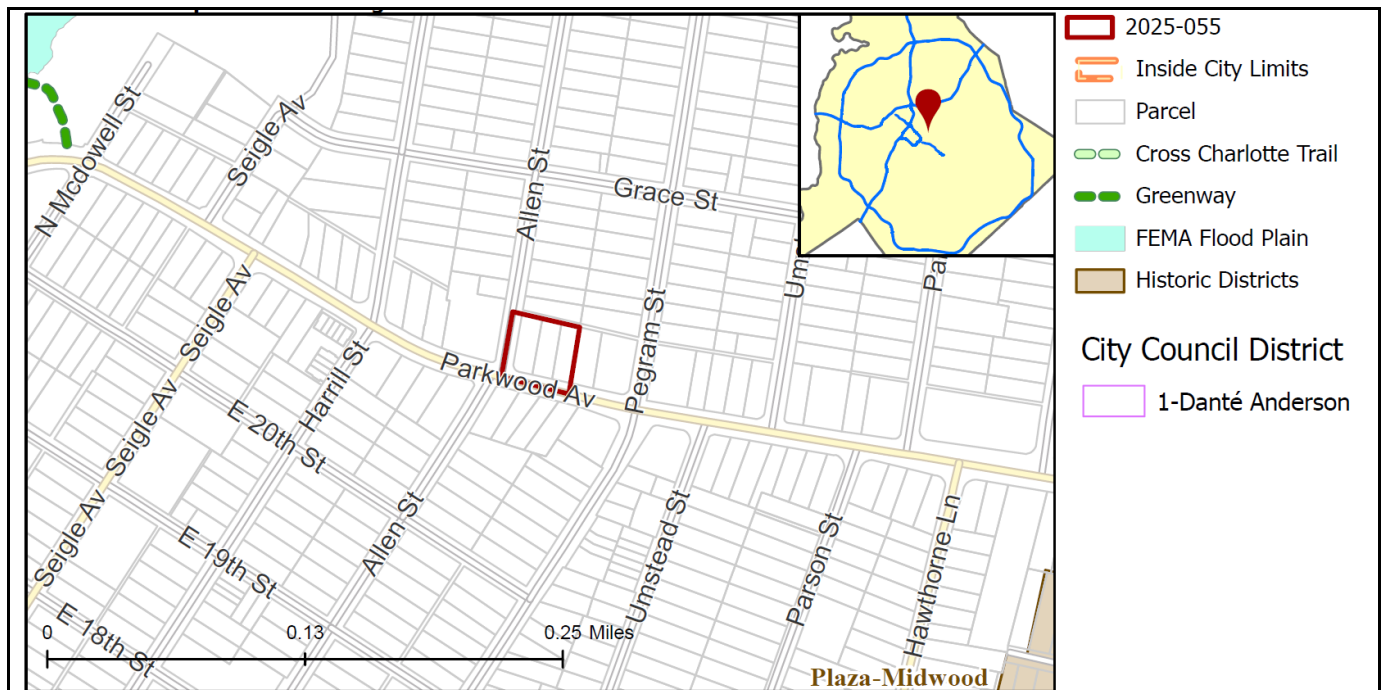 N Mcdowell St
Seigle Av
Allen St
Grace St
Ums
Pa
Seigle Av
Harrill St
Parkwood Av
Pegram St
Seigle Av
E 20th St
Seigle Av
E 19th St
Allen St
Umstead St
Parson St
Hawthorne Ln
E 18th St
0 0.13 0.25 Miles
Plaza-Midwood
2025-055
Inside City Limits
Parcel
Cross Charlotte Trail
Greenway
FEMA Flood Plain
Historic Districts
City Council District
1-Danté Anderson